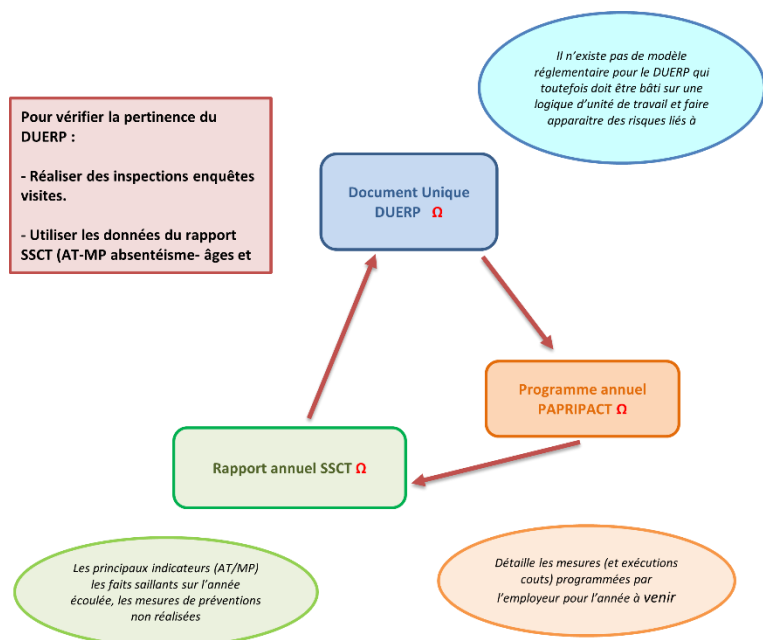 Il n'existe pas de modèle
réglementaire pour le DUERP qui
toutefois doit être bâti sur une
logique d'unité de travail et faire
apparaître des risques liés à
Pour vérifier la pertinence du
DUERP :
- Réaliser des inspections enquêtes
visites.
- Utiliser les données du rapport
SSCT (AT-MP absentéisme- âges et
Document Unique
DUERP Ω
Programme annuel
PAPRIPACT Ω
Rapport annuel SSCT Ω
Les principaux indicateurs (AT/MP)
les faits saillants sur l'année
écoulée, les mesures de préventions
non réalisées
Détaille les mesures (et exécutions
couts) programmées par
l'employeur pour l'année à venir